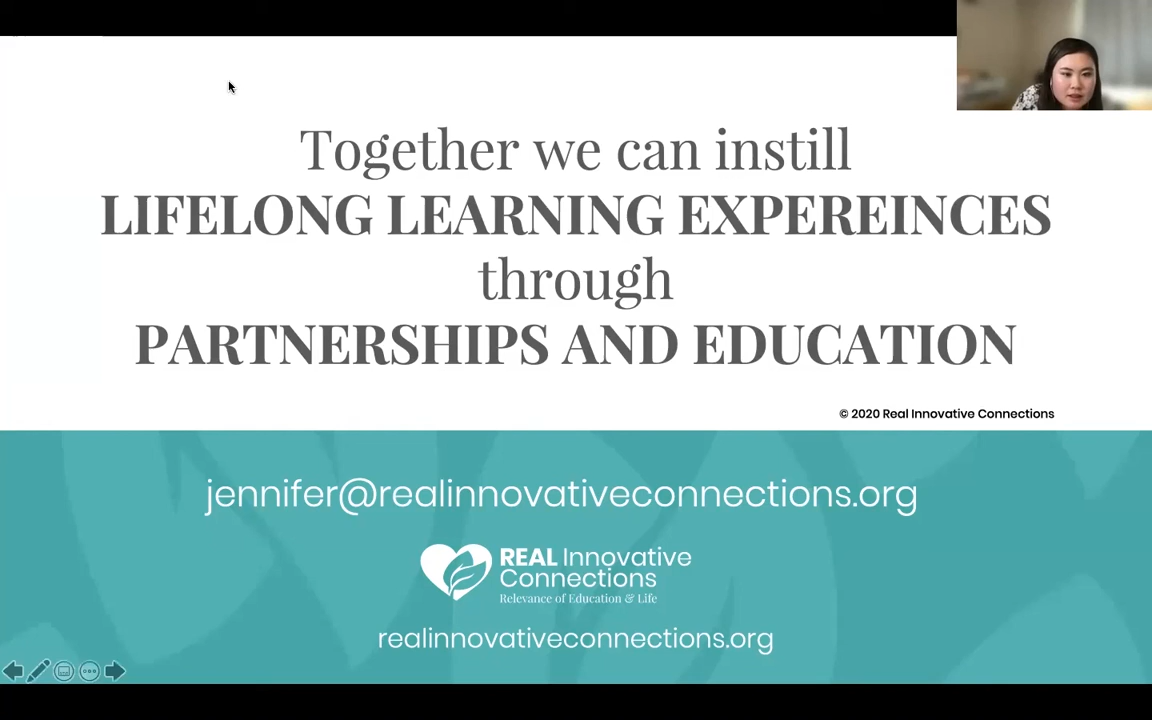 Together we can instill
LIFELONG LEARNING EXPEREINCES
through
PARTNERSHIPS AND EDUCATION
© 2020 Real Innovative Connections
jennifer@realinnovativeconnections.org
REAL Innovative
Connections
Relevance of Education & Life
realinnovativeconnections.org